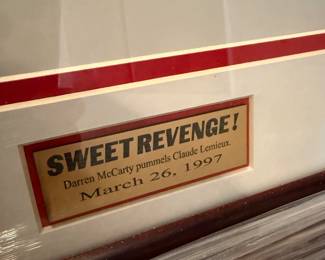 SWEET REVENGE!
Darren McCarty pummels Claude Lemieux.
March 26, 1997